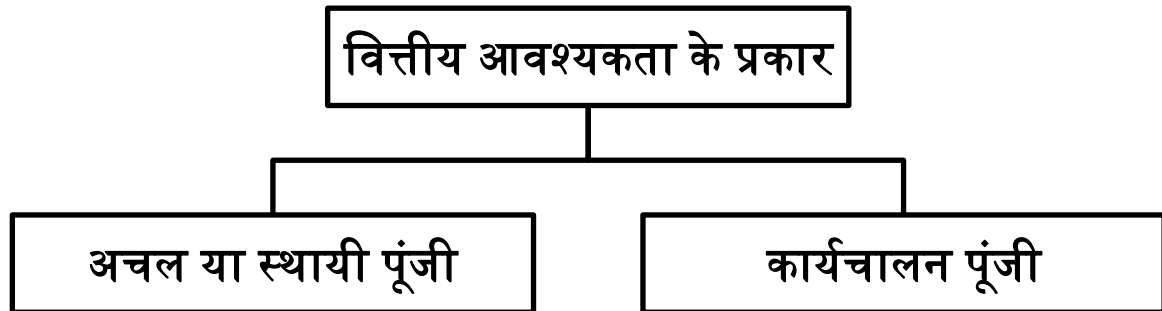 वित्तीय आवश्यकता के प्रकार
अचल या स्थायी पूंजी
कार्यचालन पूंजी